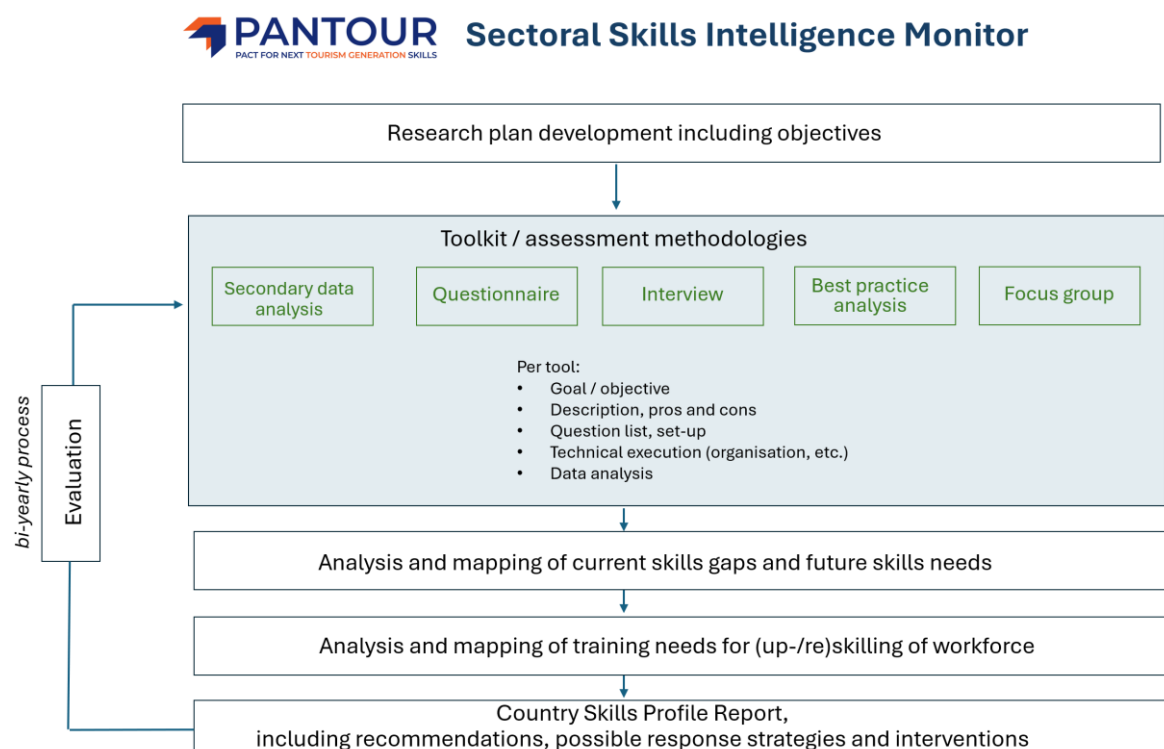 PANTOUR
PACT FOR NEXT TOURISM GENERATION SKILLS
Sectoral Skills Intelligence Monitor
Research plan development including objectives
Toolkit / assessment methodologies
Secondary data
analysis
Questionnaire
Interview
Best practice
analysis
Focus group
Per tool:
• Goal / objective
• Description, pros and cons
• Question list, set-up
• Technical execution (organisation, etc.)
• Data analysis
bi-yearly process
Evaluation
Analysis and mapping of current skills gaps and future skills needs
Analysis and mapping of training needs for (up-/re)skilling of workforce
Country Skills Profile Report,
including recommendations, possible response strategies and interventions